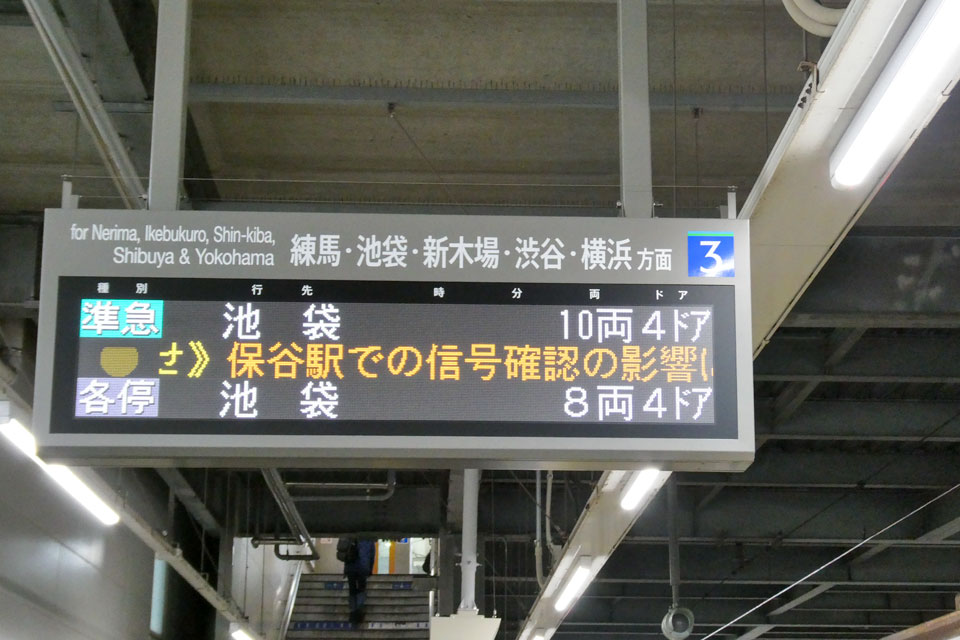 for Nerima, Ikebukuro, Shin-kiba,
Shibuya & Yokohama
練馬・池袋・新木場・渋谷・横浜 方面
3
種別 行先 時 分 両 ドア
準急 池袋 10両 4ドア
》保谷駅での信号確認の影響に
各停 池袋 8両 4ドア